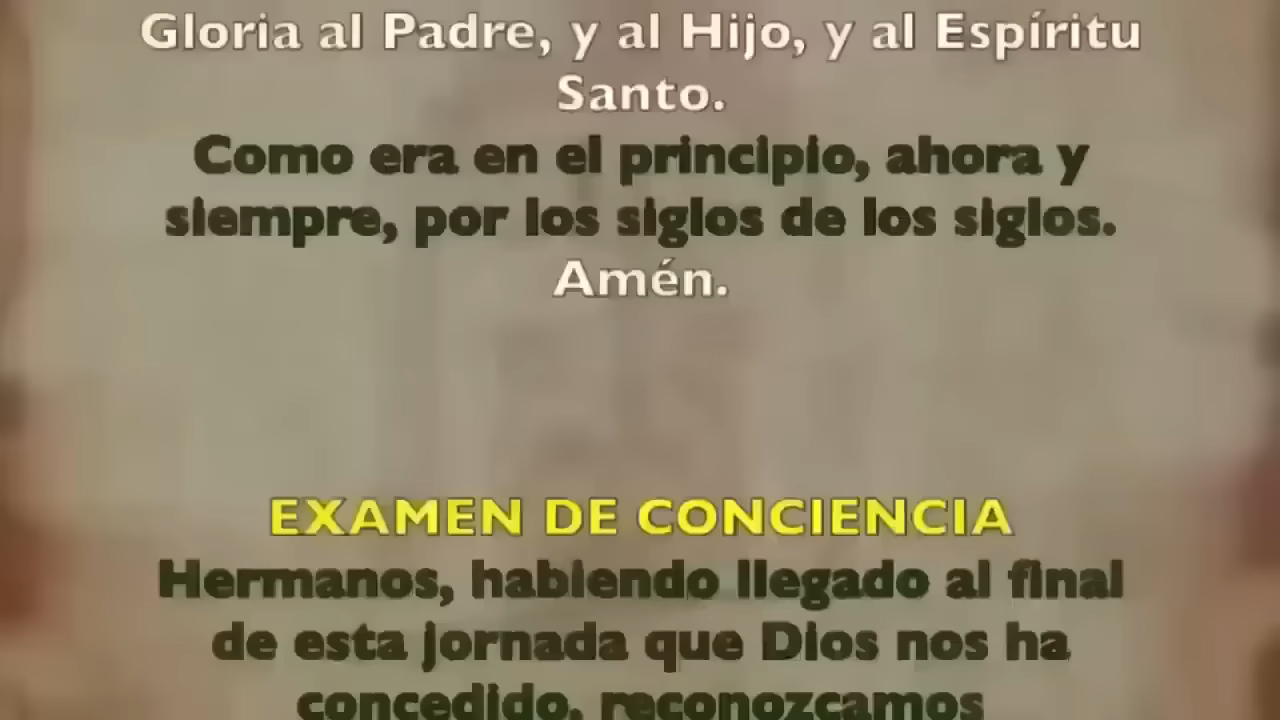 Gloria al Padre, y al Hijo, y al Espíritu
Santo.
Como era en el principio, ahora y
siempre, por los siglos de los siglos.
Amén.
EXAMEN DE CONCIENCIA
Hermanos, habiendo llegado al final
de esta jornada que Dios nos ha
concedido, reconozcamos